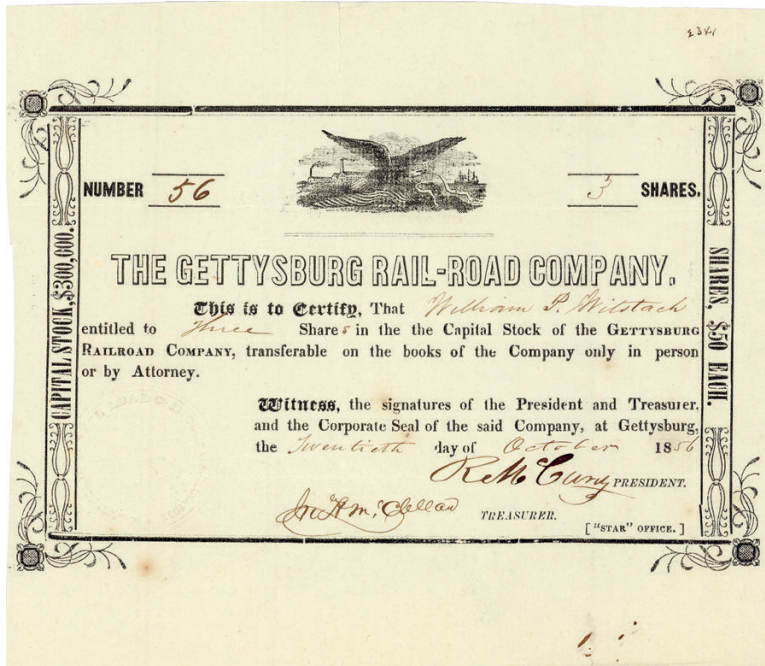 2341
NUMBER 56
3 SHARES.
CAPITAL STOCK, $300,000.
SHARES, $50 EACH.
THE GETTYSBURG RAIL-ROAD COMPANY.
This is to Certify, That William P. Wilstach
entitled to Three Shares in the the Capital Stock of the GETTYSBURG
RAILROAD COMPANY, transferable on the books of the Company only in person
or by Attorney.
Witness, the signatures of the President and Treasurer,
and the Corporate Seal of the said Company, at Gettysburg,
the Twentieth day of October 1856
R McCurdy PRESIDENT.
Jno H McClellan TREASURER.
["STAR" OFFICE.]